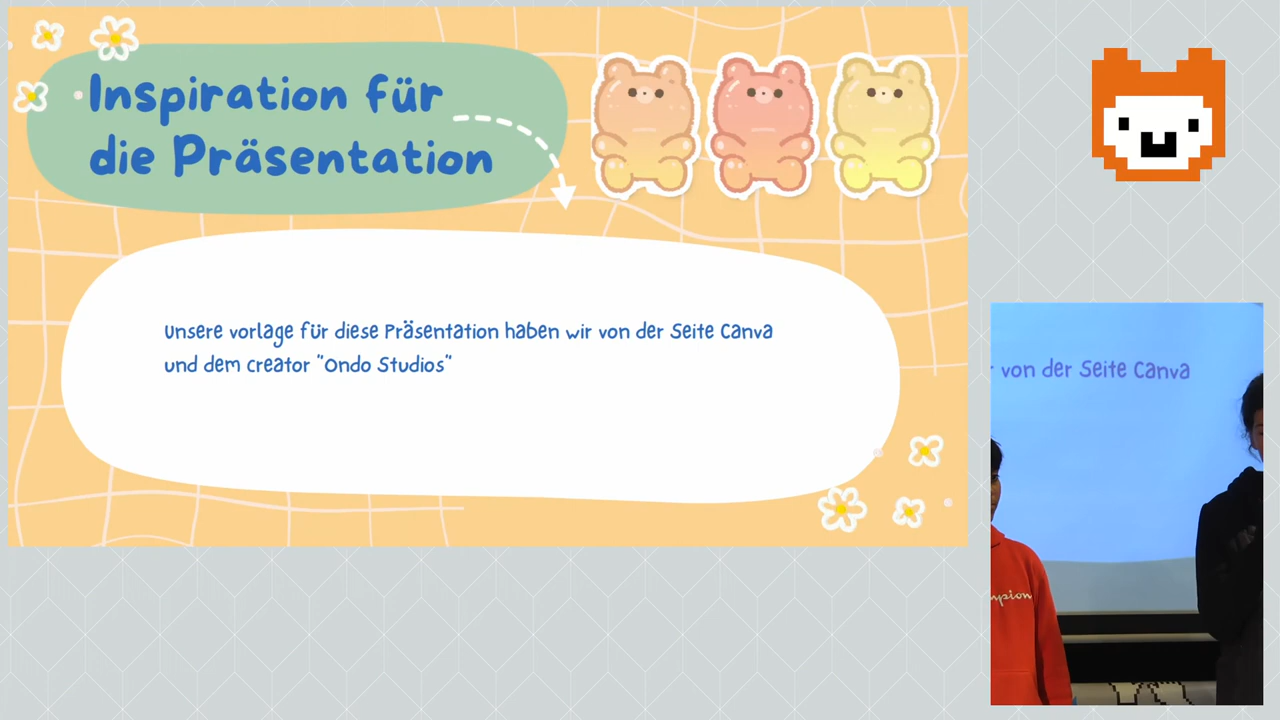 Inspiration für
die Präsentation
unsere vorlage für diese Präsentation haben wir von der Seite Canva
und dem creator "Ondo Studios"
von der Seite Canva